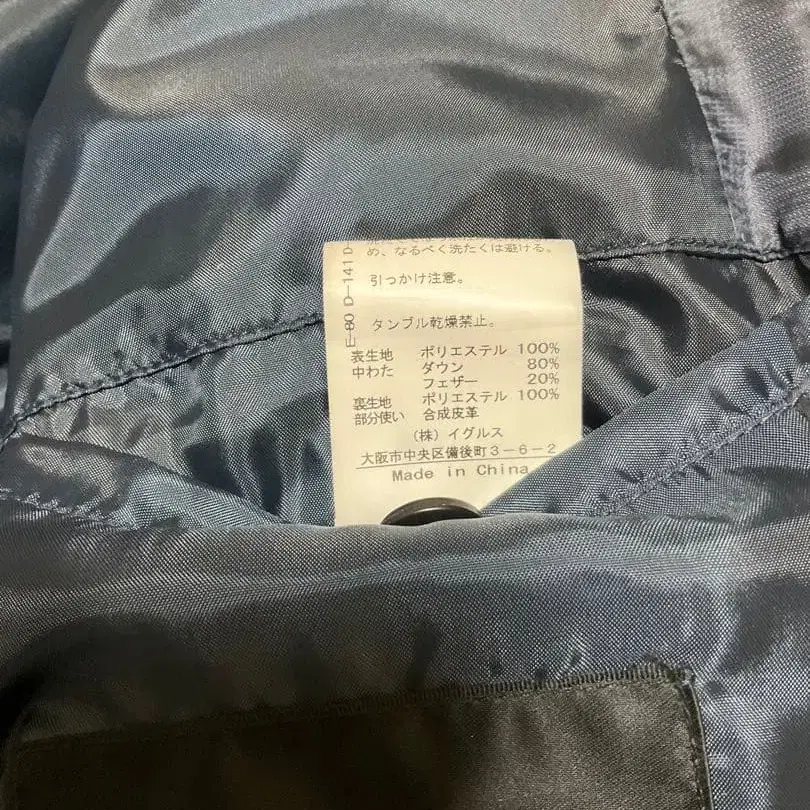 め、なるべく洗たくは避ける。
引っかけ注意。
タンブル乾燥禁止。
表生地 ポリエステル 100%
中わた ダウン 80%
フェザー 20%
裏生地 ポリエステル 100%
部分使い 合成皮革
(株) イグルス
大阪市中央区備後町3-6-2
Made in China
E-80 D-141 D-